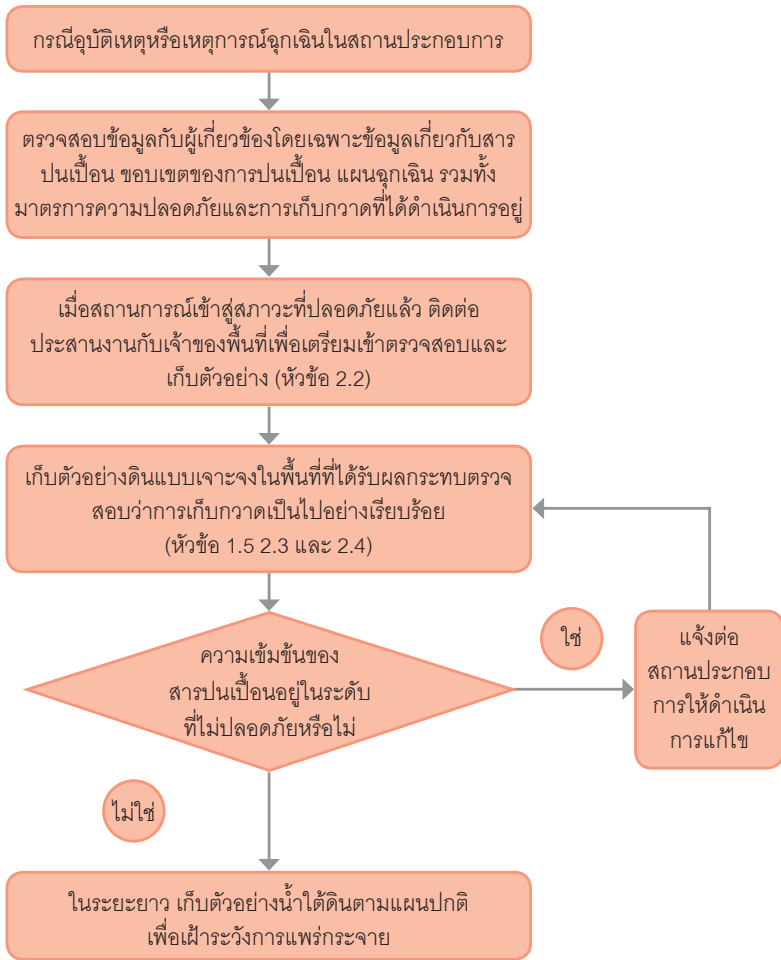 กรณีอุบัติเหตุหรือเหตุการณ์ฉุกเฉินในสถานประกอบการ
ตรวจสอบข้อมูลกับผู้เกี่ยวข้องโดยเฉพาะข้อมูลเกี่ยวกับสาร
ปนเปื้อน ขอบเขตของการปนเปื้อน แผนฉุกเฉิน รวมทั้ง
มาตรการความปลอดภัยและการเก็บกวาดที่ได้ดำเนินการอยู่
เมื่อสถานการณ์เข้าสู่สภาวะที่ปลอดภัยแล้ว ติดต่อ
ประสานงานกับเจ้าของพื้นที่เพื่อเตรียมเข้าตรวจสอบและ
เก็บตัวอย่าง (หัวข้อ 2.2)
เก็บตัวอย่างดินแบบเจาะจงในพื้นที่ที่ได้รับผลกระทบตรวจ
สอบว่าการเก็บกวาดเป็นไปอย่างเรียบร้อย
(หัวข้อ 1.5 2.3 และ 2.4)
ความเข้มข้นของ
สารปนเปื้อนอยู่ในระดับ
ที่ไม่ปลอดภัยหรือไม่
ใช่
แจ้งต่อ
สถานประกอบ
การให้ดำเนิน
การแก้ไข
ไม่ใช่
ในระยะยาว เก็บตัวอย่างน้ำใต้ดินตามแผนปกติ
เพื่อเฝ้าระวังการแพร่กระจาย